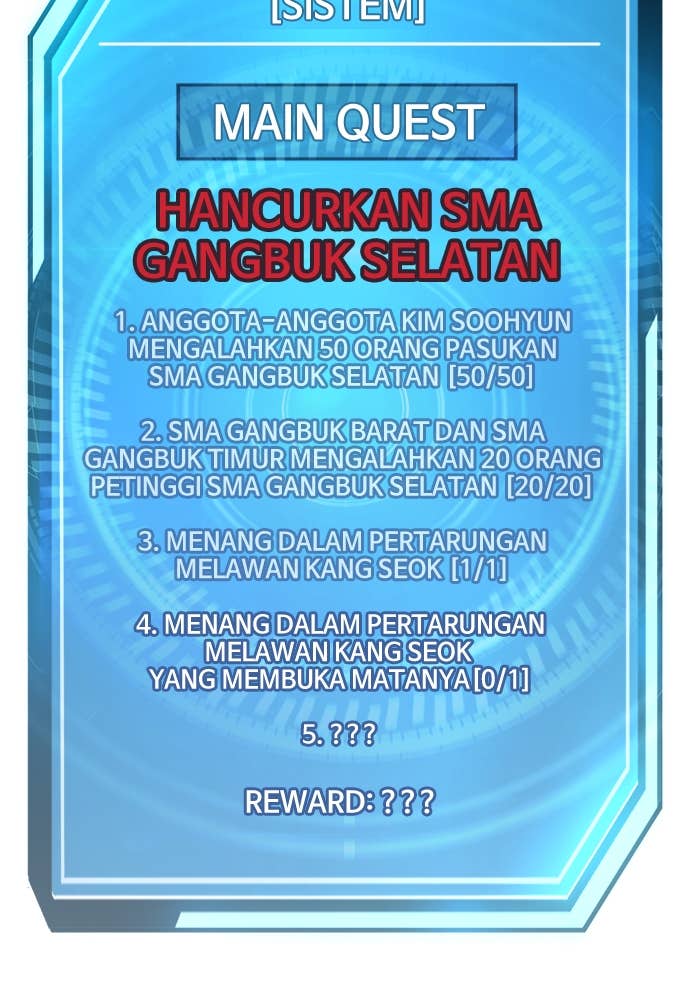 [SISTEM]
MAIN QUEST
HANCURKAN SMA
GANGBUK SELATAN
1. ANGGOTA-ANGGOTA KIM SOOHYUN
MENGALAHKAN 50 ORANG PASUKAN
SMA GANGBUK SELATAN [50/50]
2. SMA GANGBUK BARAT DAN SMA
GANGBUK TIMUR MENGALAHKAN 20 ORANG
PETINGGI SMA GANGBUK SELATAN [20/20]
3. MENANG DALAM PERTARUNGAN
MELAWAN KANG SEOK [1/1]
4. MENANG DALAM PERTARUNGAN
MELAWAN KANG SEOK
YANG MEMBUKA MATANYA[0/1]
5. ???
REWARD: ???